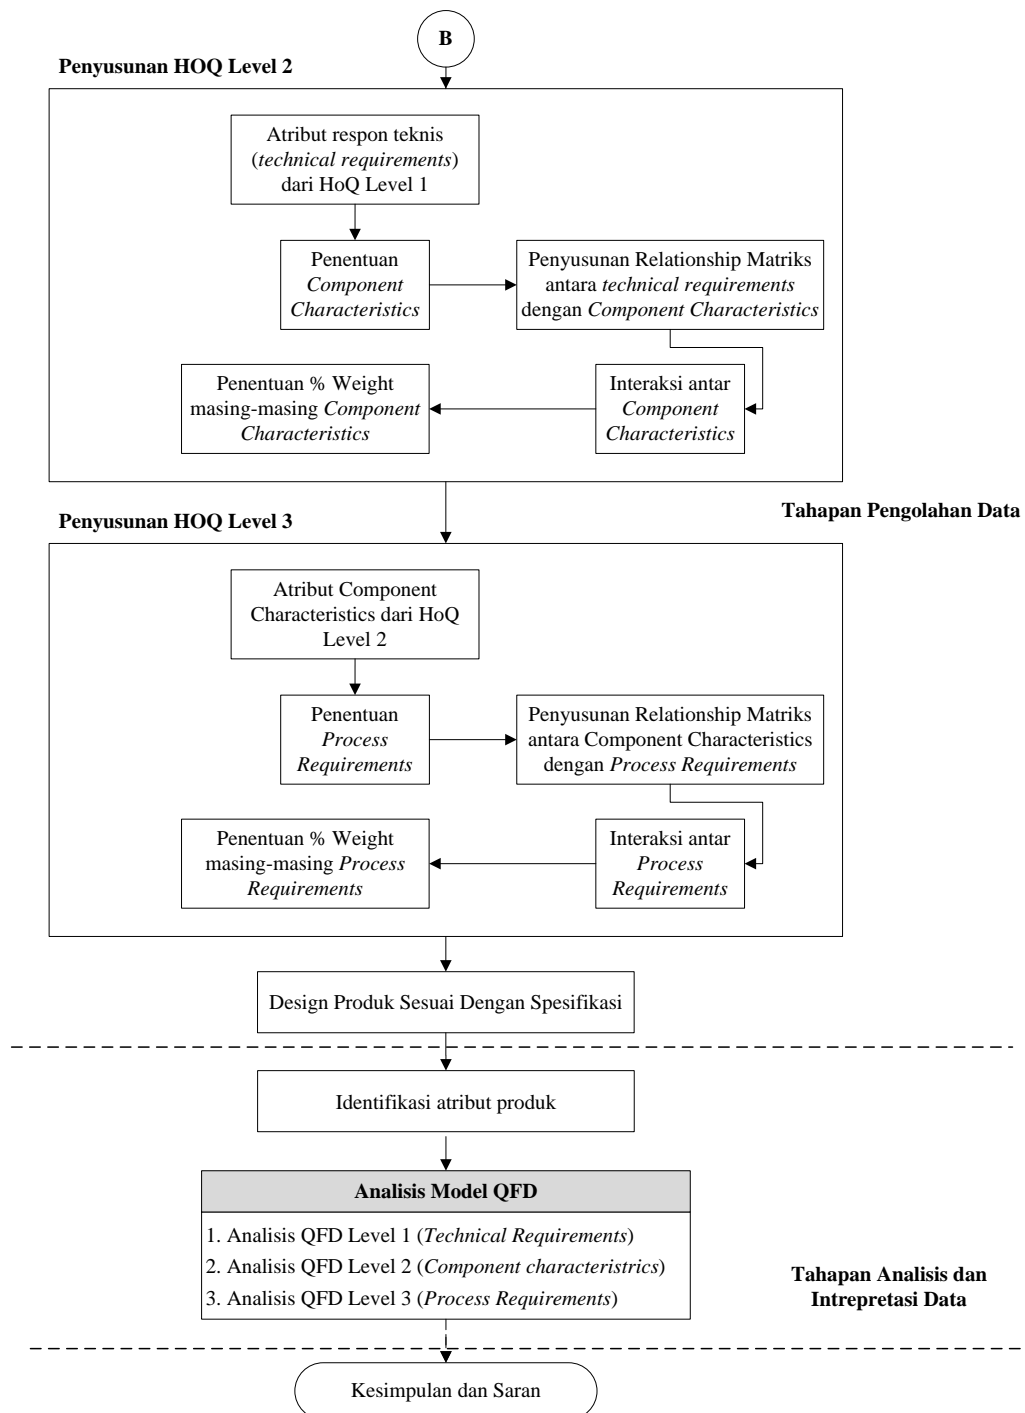 B
Penyusunan HOQ Level 2
Atribut respon teknis
(technical requirements)
dari HoQ Level 1
Penentuan
Component
Characteristics
Penyusunan Relationship Matriks
antara technical requirements
dengan Component Characteristics
Penentuan % Weight
masing-masing Component
Characteristics
Interaksi antar
Component
Characteristics
Tahapan Pengolahan Data
Penyusunan HOQ Level 3
Atribut Component
Characteristics dari HoQ
Level 2
Penentuan
Process
Requirements
Penyusunan Relationship Matriks
antara Component Characteristics
dengan Process Requirements
Penentuan % Weight
masing-masing Process
Requirements
Interaksi antar
Process
Requirements
Design Produk Sesuai Dengan Spesifikasi
Identifikasi atribut produk
Analisis Model QFD
1. Analisis QFD Level 1 (Technical Requirements)
2. Analisis QFD Level 2 (Component characteristrics)
3. Analisis QFD Level 3 (Process Requirements)
Tahapan Analisis dan
Intrepretasi Data
Kesimpulan dan Saran